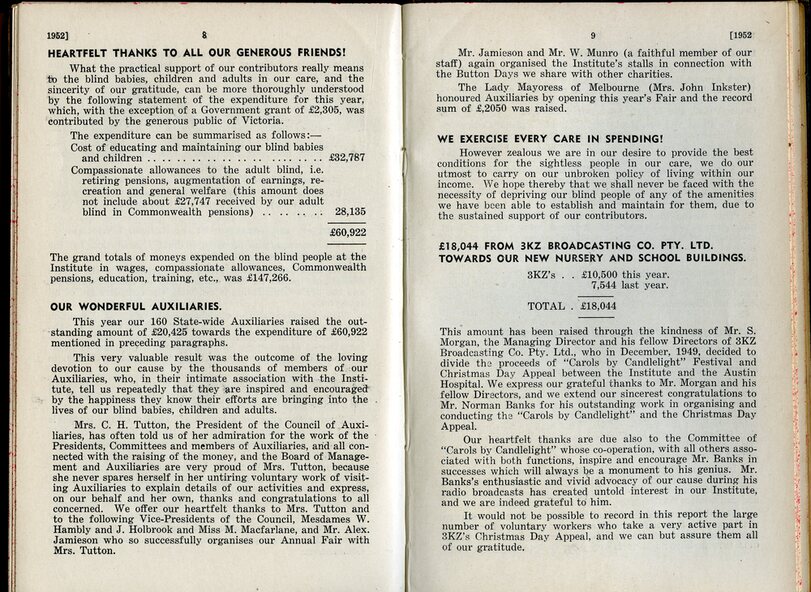 1952]
8
HEARTFELT THANKS TO ALL OUR GENEROUS FRIENDS!
What the practical support of our contributors really means
to the blind babies, children and adults in our care, and the
sincerity of our gratitude, can be more thoroughly understood
by the following statement of the expenditure for this year,
which, with the exception of a Government grant of £2,305, was
contributed by the generous public of Victoria.
The expenditure can be summarised as follows:—
Cost of educating and maintaining our blind babies
and children . . . . . . . . . . . . . . . . . . . . . . £32,787
Compassionate allowances to the adult blind, i.e.
retiring pensions, augmentation of earnings, re-
creation and general welfare (this amount does
not include about £27,747 received by our adult
blind in Commonwealth pensions) . . . . . . . . 28,135
£60,922
The grand totals of moneys expended on the blind people at the
Institute in wages, compassionate allowances, Commonwealth
pensions, education, training, etc., was £147,266.
OUR WONDERFUL AUXILIARIES.
This year our 160 State-wide Auxiliaries raised the out-
standing amount of £20,425 towards the expenditure of £60,922
mentioned in preceding paragraphs.
This very valuable result was the outcome of the loving
devotion to our cause by the thousands of members of our
Auxiliaries, who, in their intimate association with the Insti-
tute, tell us repeatedly that they are inspired and encouraged
by the happiness they know their efforts are bringing into the
lives of our blind babies, children and adults.
Mrs. C. H. Tutton, the President of the Council of Auxi-
liaries, has often told us of her admiration for the work of the
Presidents, Committees and members of Auxiliaries, and all con-
nected with the raising of the money, and the Board of Manage-
ment and Auxiliaries are very proud of Mrs. Tutton, because
she never spares herself in her untiring voluntary work of visit-
ing Auxiliaries to explain details of our activities and express,
on our behalf and her own, thanks and congratulations to all
concerned. We offer our heartfelt thanks to Mrs. Tutton and
to the following Vice-Presidents of the Council, Mesdames W.
Hambly and J. Holbrook and Miss M. Macfarlane, and Mr. Alex.
Jamieson who so successfully organises our Annual Fair with
Mrs. Tutton.
9
[1952
Mr. Jamieson and Mr. W. Munro (a faithful member of our
staff) again organised the Institute's stalls in connection with
the Button Days we share with other charities.
The Lady Mayoress of Melbourne (Mrs. John Inkster)
honoured Auxiliaries by opening this year's Fair and the record
sum of £,2050 was raised.
WE EXERCISE EVERY CARE IN SPENDING!
However zealous we are in our desire to provide the best
conditions for the sightless people in our care, we do our
utmost to carry on our unbroken policy of living within our
income. We hope thereby that we shall never be faced with the
necessity of depriving our blind people of any of the amenities
we have been able to establish and maintain for them, due to
the sustained support of our contributors.
£18,044 FROM 3KZ BROADCASTING CO. PTY. LTD.
TOWARDS OUR NEW NURSERY AND SCHOOL BUILDINGS.
3KZ's . . £10,500 this year.
7,544 last year.
TOTAL . £18,044
This amount has been raised through the kindness of Mr. S.
Morgan, the Managing Director and his fellow Directors of 3KZ
Broadcasting Co. Pty. Ltd., who in December, 1949, decided to
divide the proceeds of "Carols by Candlelight" Festival and
Christmas Day Appeal between the Institute and the Austin
Hospital. We express our grateful thanks to Mr. Morgan and his
fellow Directors, and we extend our sincerest congratulations to
Mr. Norman Banks for his outstanding work in organising and
conducting the "Carols by Candlelight" and the Christmas Day
Appeal.
Our heartfelt thanks are due also to the Committee of
"Carols by Candlelight" whose co-operation, with all others asso-
ciated with both functions, inspire and encourage Mr. Banks in
successes which will always be a monument to his genius. Mr.
Banks's enthusiastic and vivid advocacy of our cause during his
radio broadcasts has created untold interest in our Institute,
and we are indeed grateful to him.
It would not be possible to record in this report the large
number of voluntary workers who take a very active part in
3KZ's Christmas Day Appeal, and we can but assure them all
of our gratitude.